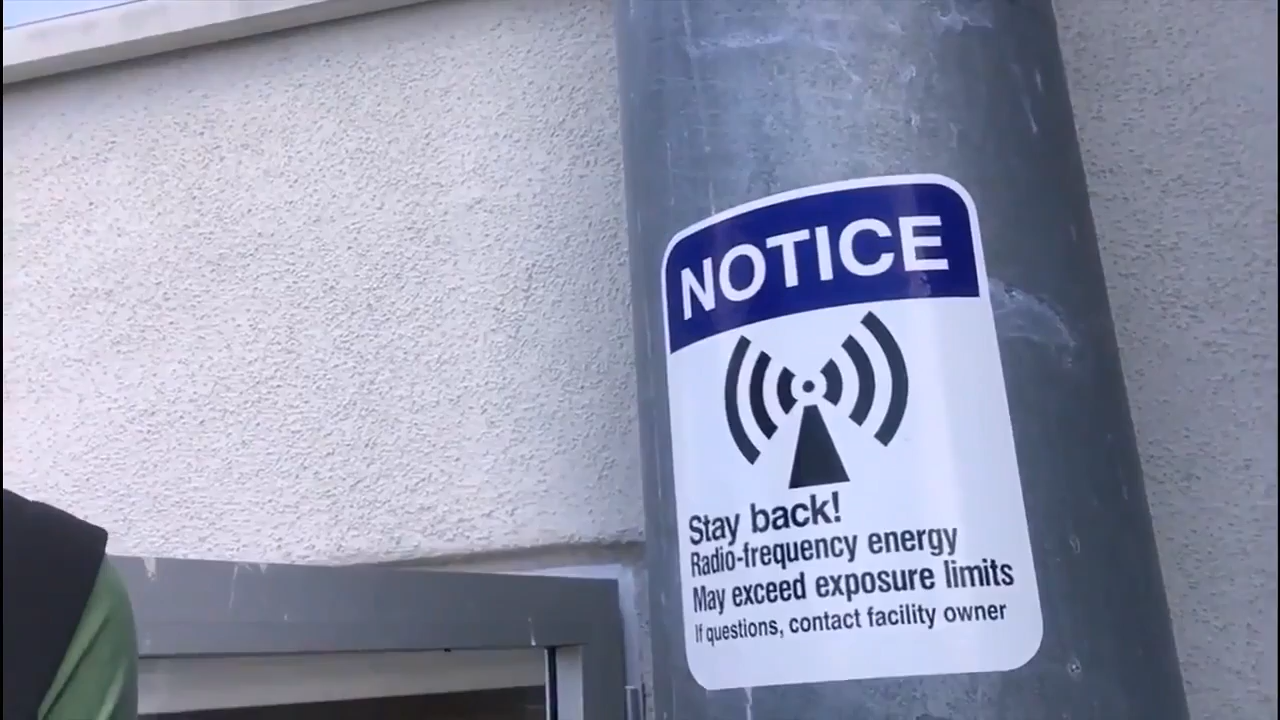 NOTICE
Stay back!
Radio-frequency energy
May exceed exposure limits
If questions, contact facility owner